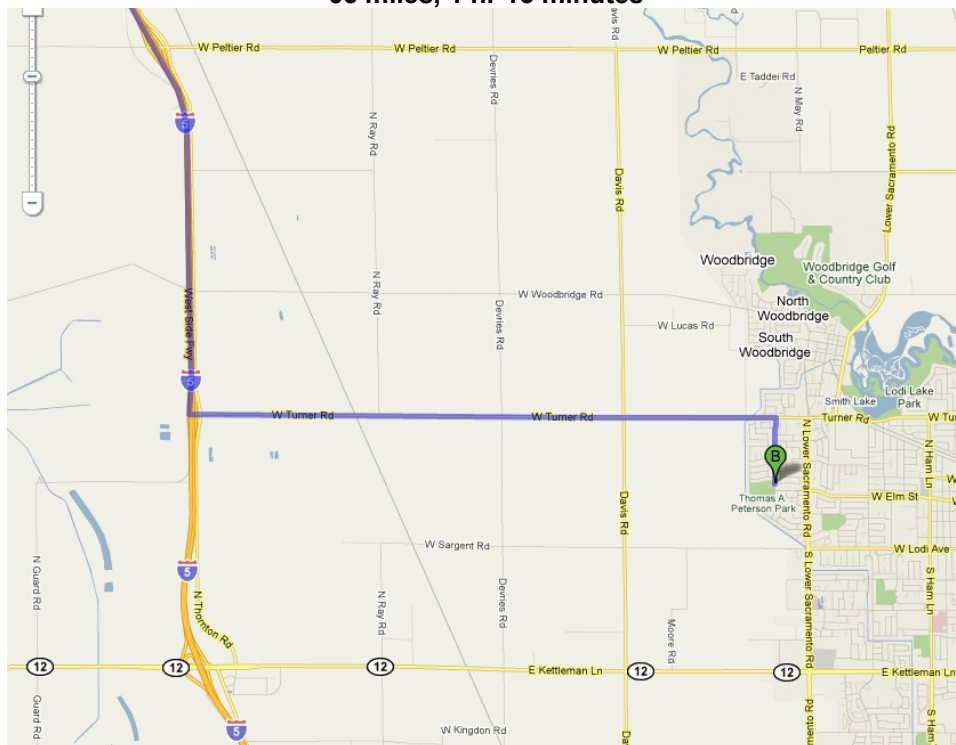 W Peltier Rd
W Peltier Rd
W Peltier Rd
Peltier Rd
Davis Rd
Devries Rd
E Taddei Rd
N May Rd
5
N Ray Rd
Lower Sacramento Rd
Davis Rd
Woodbridge
Woodbridge Golf
& Country Club
N Ray Rd
W Woodbridge Rd
North
Woodbridge
West Side Fwy
Devries Rd
W Lucas Rd
South
Woodbridge
5
Smith Lake
Lodi Lake
Park
W Turner Rd
W Turner Rd
Turner Rd
N Lower Sacramento Rd
N Ham Ln
B
Thomas A
Peterson Park
W Elm St
Davis Rd
W Sargent Rd
W Lodi Ave
5
N Guard Rd
N Thornton Rd
N Ray Rd
Devries Rd
Moore Rd
S Lower Sacramento Rd
S Ham Ln
12
12
12
E Kettleman Ln
12
12
E Kettleman Ln
Guard Rd
5
W Kingdon Rd